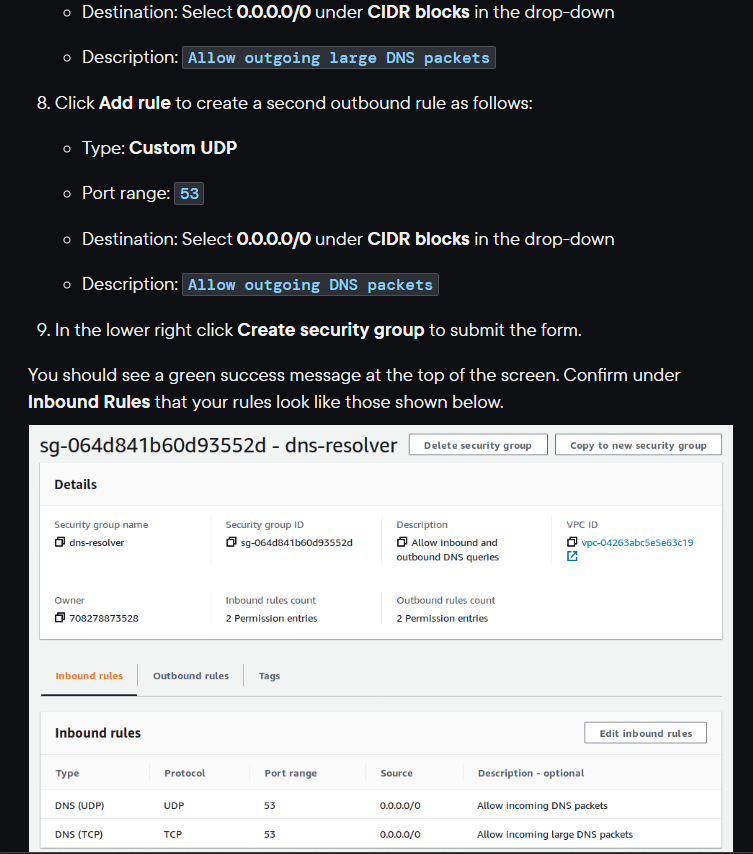 Destination: Select 0.0.0.0/0 under CIDR blocks in the drop-down
Description: Allow outgoing large DNS packets
8. Click Add rule to create a second outbound rule as follows:
Type: Custom UDP
Port range: 53
Destination: Select 0.0.0.0/0 under CIDR blocks in the drop-down
Description: Allow outgoing DNS packets
9. In the lower right click Create security group to submit the form.
You should see a green success message at the top of the screen. Confirm under
Inbound Rules that your rules look like those shown below.
sg-064d841b60d93552d - dns-resolver Delete security group Copy to new security group
Details
Security group name Security group ID Description VPC ID
dns-resolver sg-064d841b60d93552d Allow inbound and vpc-04263abc5e5e63c19
outbound DNS queries
Owner Inbound rules count Outbound rules count
708278873528 2 Permission entries 2 Permission entries
Inbound rules Outbound rules Tags
Inbound rules Edit inbound rules
Type Protocol Port range Source Description - optional
DNS (UDP) UDP 53 0.0.0.0/0 Allow incoming DNS packets
DNS (TCP) TCP 53 0.0.0.0/0 Allow incoming large DNS packets